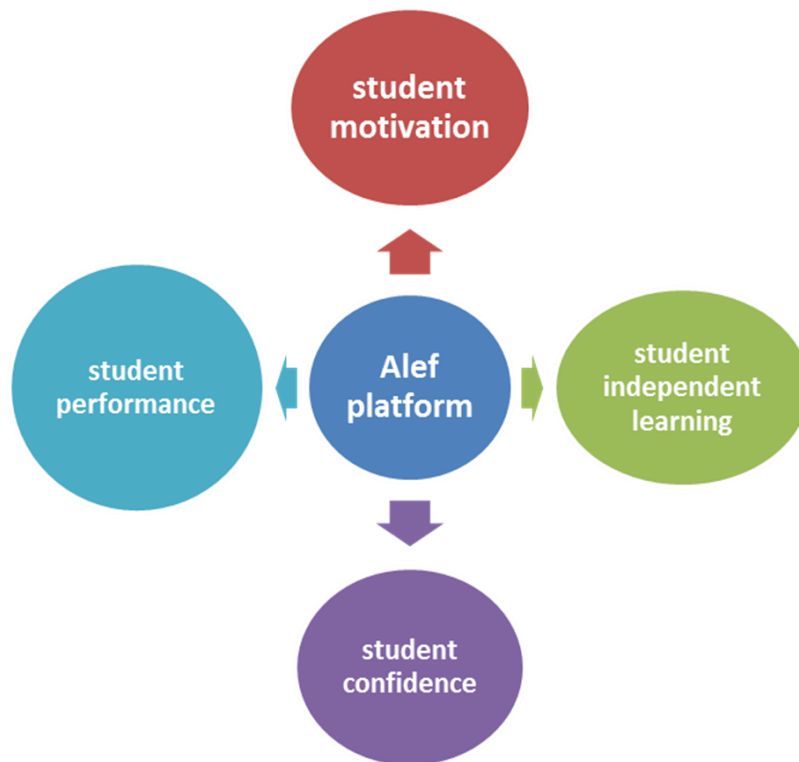 student
motivation
student
performance
Alef
platform
student
independent
learning
student
confidence